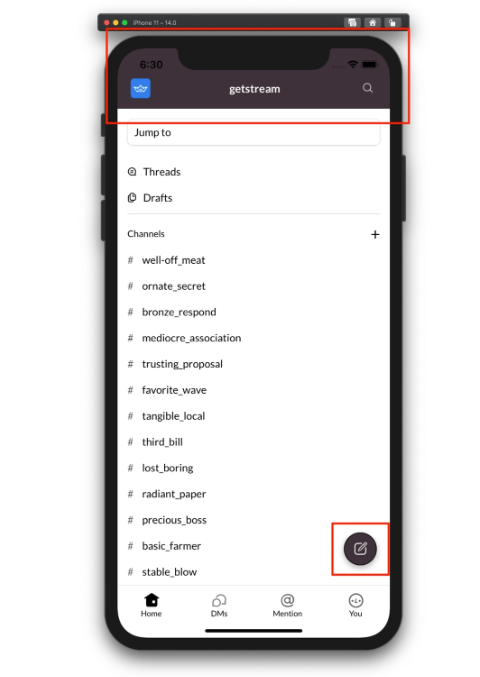 iPhone 11 – 14.0
6:30
getstream
Jump to
Threads
Drafts
Channels +
# well-off_meat
# ornate_secret
# bronze_respond
# mediocre_association
# trusting_proposal
# favorite_wave
# tangible_local
# third_bill
# lost_boring
# radiant_paper
# precious_boss
# basic_farmer
# stable_blow
Home DMs Mention You